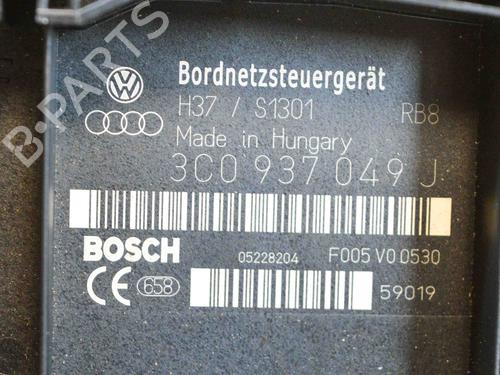 B-PARTS
Bordnetzsteuergerät
H37 / S1301 RB8
Made in Hungary
3C0 937 049 J
BOSCH 05228204 F005 V0 0530
CE 658 59019